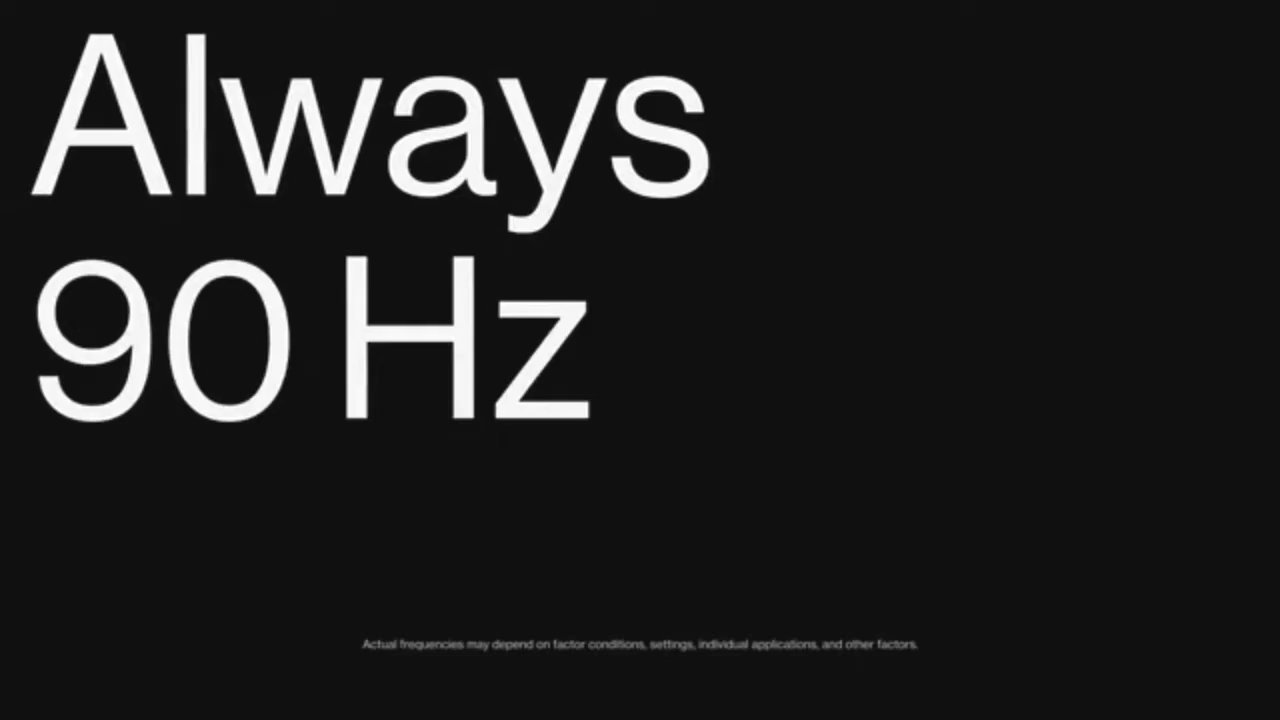 Always
90 Hz
Actual frequencies may depend on factor conditions, settings, individual applications, and other factors.